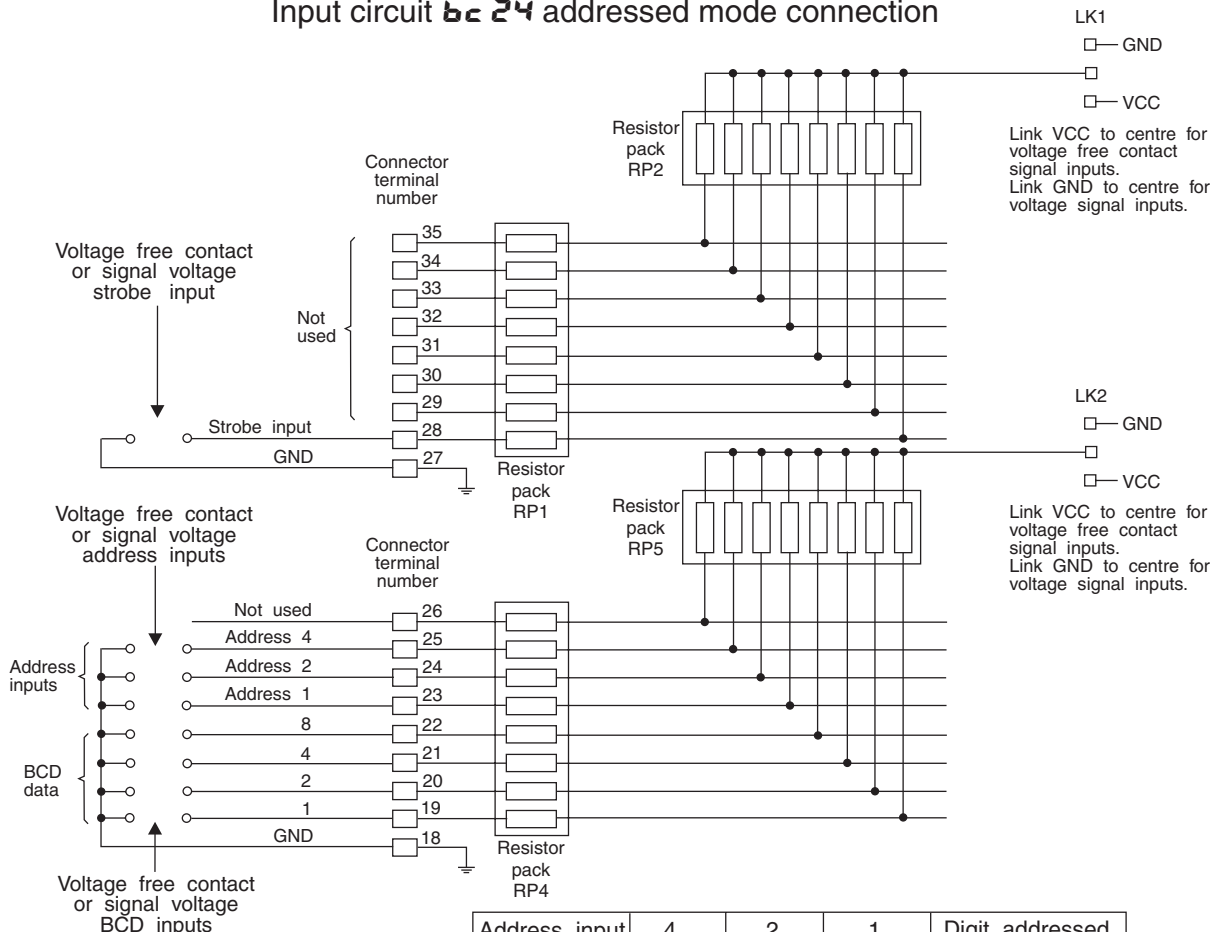 Input circuit bc 24 addressed mode connection
LK1
GND
VCC
Link VCC to centre for
voltage free contact
signal inputs.
Link GND to centre for
voltage signal inputs.
Resistor
pack
RP2
Connector
terminal
number
Voltage free contact
or signal voltage
strobe input
Not
used
35
34
33
32
31
30
29
28
27
Strobe input
GND
Resistor
pack
RP1
LK2
GND
VCC
Link VCC to centre for
voltage free contact
signal inputs.
Link GND to centre for
voltage signal inputs.
Resistor
pack
RP5
Voltage free contact
or signal voltage
address inputs
Connector
terminal
number
Not used
26
Address 4
25
Address 2
24
Address 1
23
8
22
4
21
2
20
1
19
GND
18
Address
inputs
BCD
data
Resistor
pack
RP4
Voltage free contact
or signal voltage
BCD inputs
Address input 4 2 1 Digit addressed